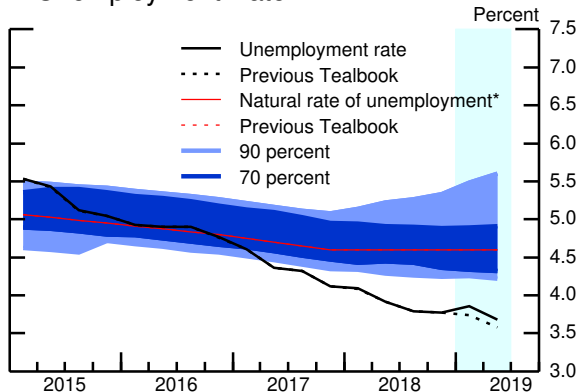 Percent
7.5
7.0
6.5
6.0
5.5
5.0
4.5
4.0
3.5
3.0
Unemployment rate
Previous Tealbook
Natural rate of unemployment*
Previous Tealbook
90 percent
70 percent
2015 2016 2017 2018 2019